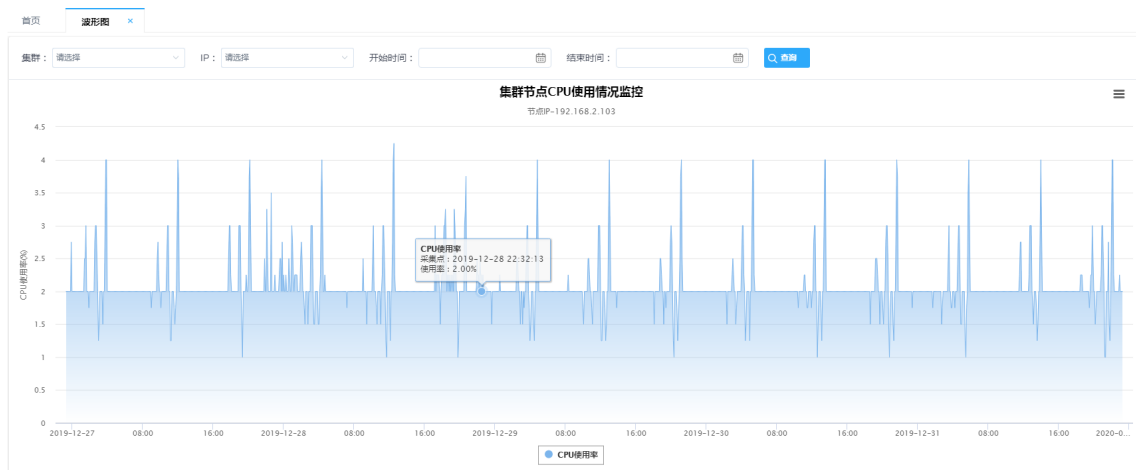 首页
波形图 ×
集群： 请选择 IP： 请选择 开始时间： 结束时间： 查询
集群节点CPU使用情况监控
节点IP-192.168.2.103
4.5
4
3.5
3
2.5
2
1.5
1
0.5
0
CPU使用率(%)
CPU使用率
采集点：2019-12-28 22:32:13
使用率：2.00%
2019-12-27 08:00 16:00 2019-12-28 08:00 16:00 2019-12-29 08:00 16:00 2019-12-30 08:00 16:00 2019-12-31 08:00 16:00 2020-0...
CPU使用率